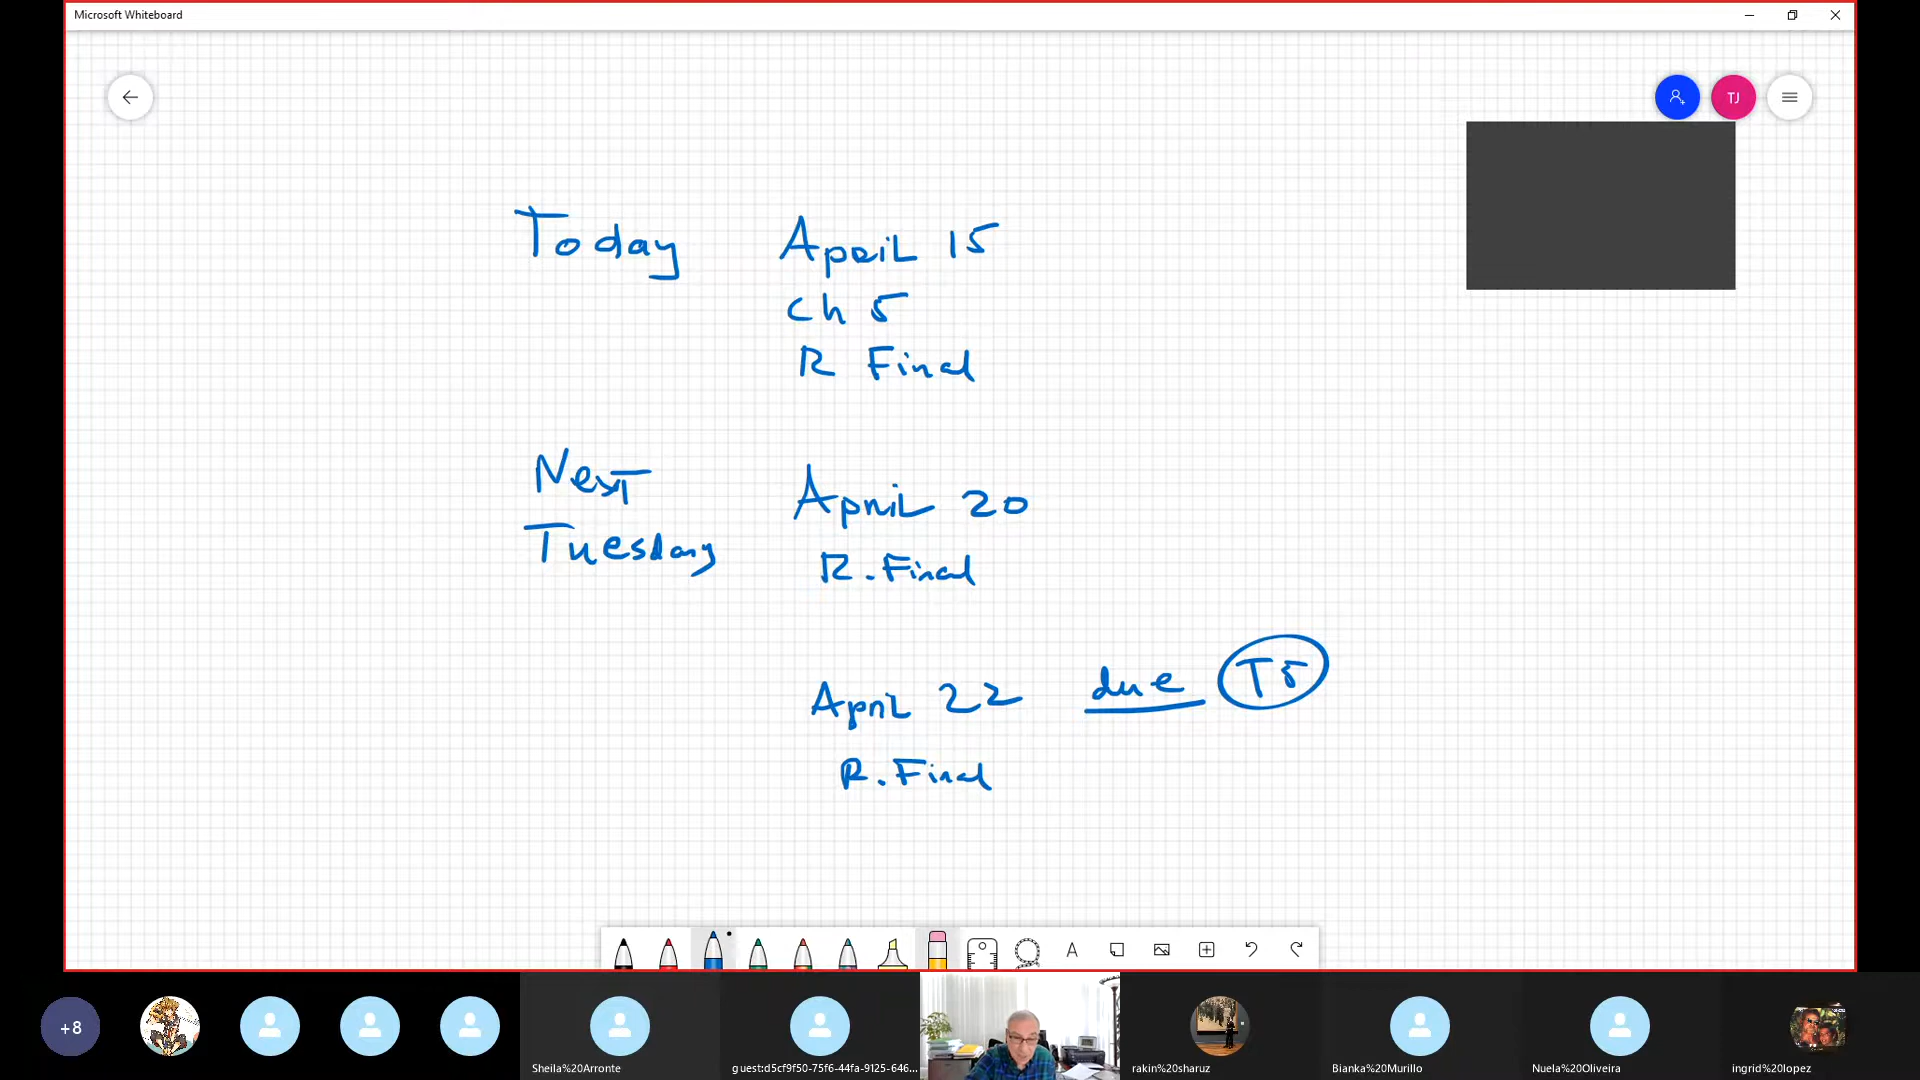 Microsoft Whiteboard
TJ
Today April 15
Ch 5
R Final
Next
Tuesday
April 20
R. Final
April 22 due T5
R. Final
A
+8
Sheila%20Arronte
guest:d5cf9f50-75f6-44fa-9125-646...
rakin%20sharuz
Bianka%20Murillo
Nuela%20Oliveira
ingrid%20lopez